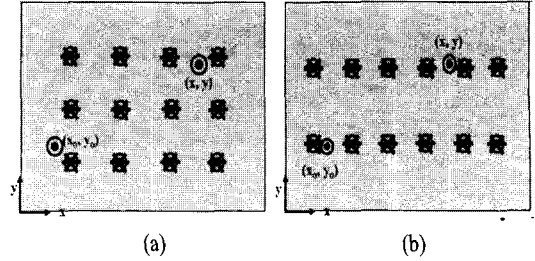 (x, y)
(x₀, y₀)
y
x
(a)
(x, y)
(x₀, y₀)
y
x
(b)